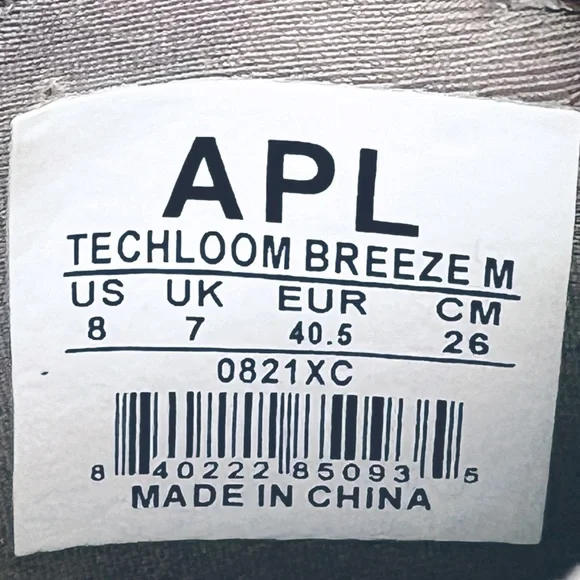 APL
TECHLOOM BREEZE M
US UK EUR CM
8 7 40.5 26
0821XC
8 40222 85093 5
MADE IN CHINA